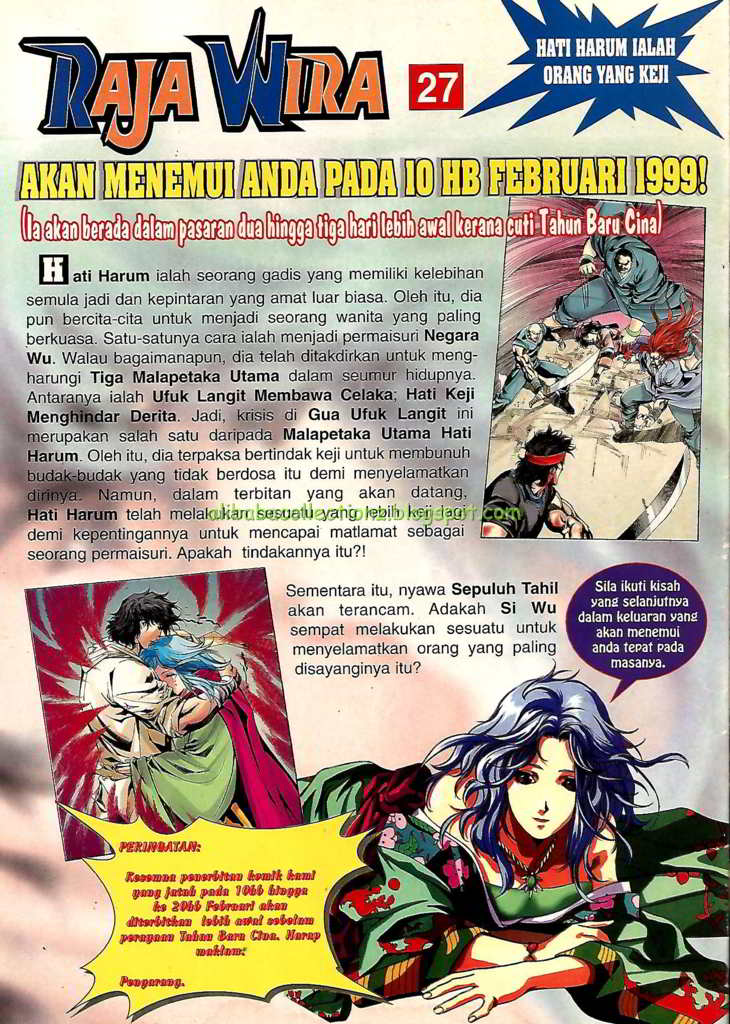 RAJA WIRA 27
HATI HARUM IALAH
ORANG YANG KEJI
AKAN MENEMUI ANDA PADA 10 HB FEBRUARI 1999!
(Ia akan berada dalam pasaran dua hingga tiga hari lebih awal kerana cuti Tahun Baru Cina)
Hati Harum ialah seorang gadis yang memiliki kelebihan
semula jadi dan kepintaran yang amat luar biasa. Oleh itu, dia
pun bercita-cita untuk menjadi seorang wanita yang paling
berkuasa. Satu-satunya cara ialah menjadi permaisuri Negara
Wu. Walau bagaimanapun, dia telah ditakdirkan untuk meng-
harungi Tiga Malapetaka Utama dalam seumur hidupnya.
Antaranya ialah Ufuk Langit Membawa Celaka; Hati Keji
Menghindar Derita. Jadi, krisis di Gua Ufuk Langit ini
merupakan salah satu daripada Malapetaka Utama Hati
Harum. Oleh itu, dia terpaksa bertindak keji untuk membunuh
budak-budak yang tidak berdosa itu demi menyelamatkan
dirinya. Namun, dalam terbitan yang akan datang,
Hati Harum telah melakukan sesuatu yang lebih keji lagi
alibabacollectionz.blogspot.com
demi kepentingannya untuk mencapai matlamat sebagai
seorang permaisuri. Apakah tindakannya itu?!
Sementara itu, nyawa Sepuluh Tahil
akan terancam. Adakah Si Wu
sempat melakukan sesuatu untuk
menyelamatkan orang yang paling
disayanginya itu?
Sila ikuti kisah
yang selanjutnya
dalam keluaran yang
akan menemui
anda tepat pada
masanya.
PERINGATAN:
Kesemua penerbitan komik kami
yang jatuh pada 10hb hingga
ke 20hb Februari akan
diterbitkan lebih awal sebelum
perayaan Tahun Baru Cina. Harap
maklum.
Pengarang.